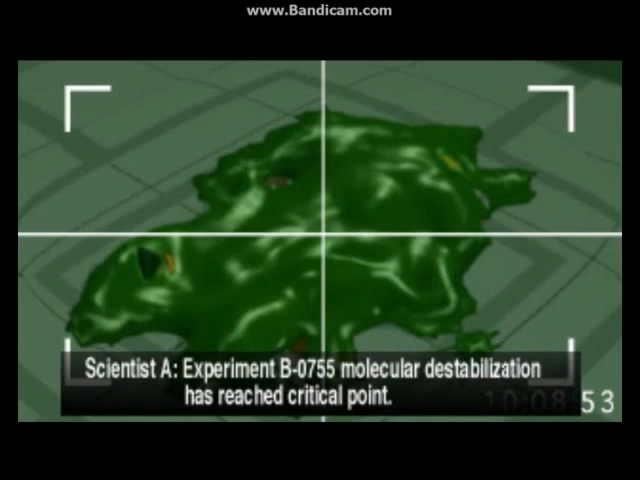 www.Bandicam.com
Scientist A: Experiment B-0755 molecular destabilization
has reached critical point.
10:08:53